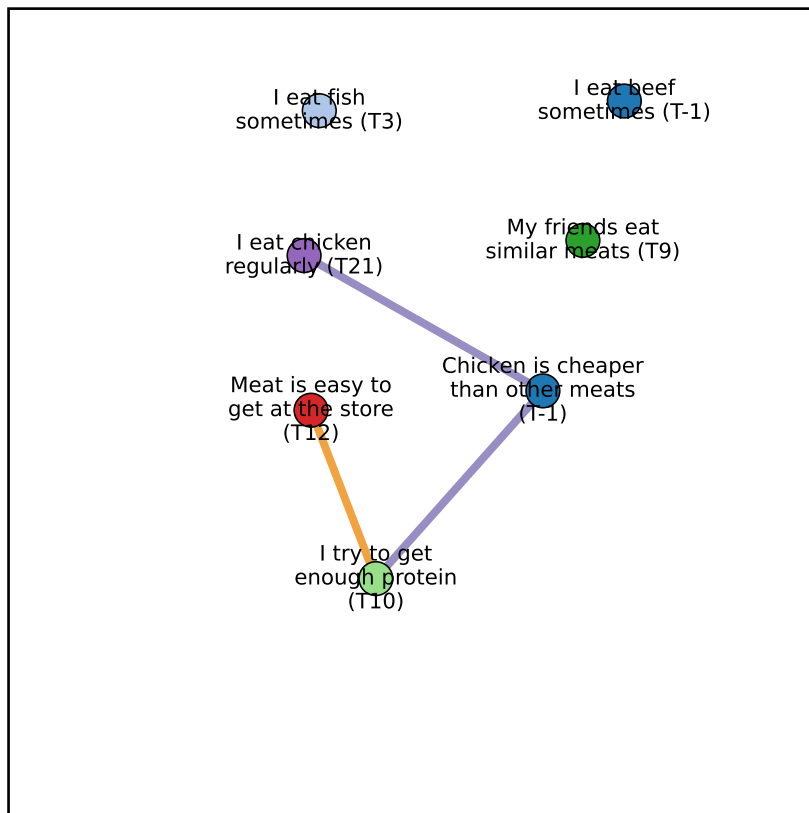 I eat fish
sometimes (T3)
I eat beef
sometimes (T-1)
I eat chicken
regularly (T21)
My friends eat
similar meats (T9)
Meat is easy to
get at the store
(T12)
Chicken is cheaper
than other meats
(T-1)
I try to get
enough protein
(T10)